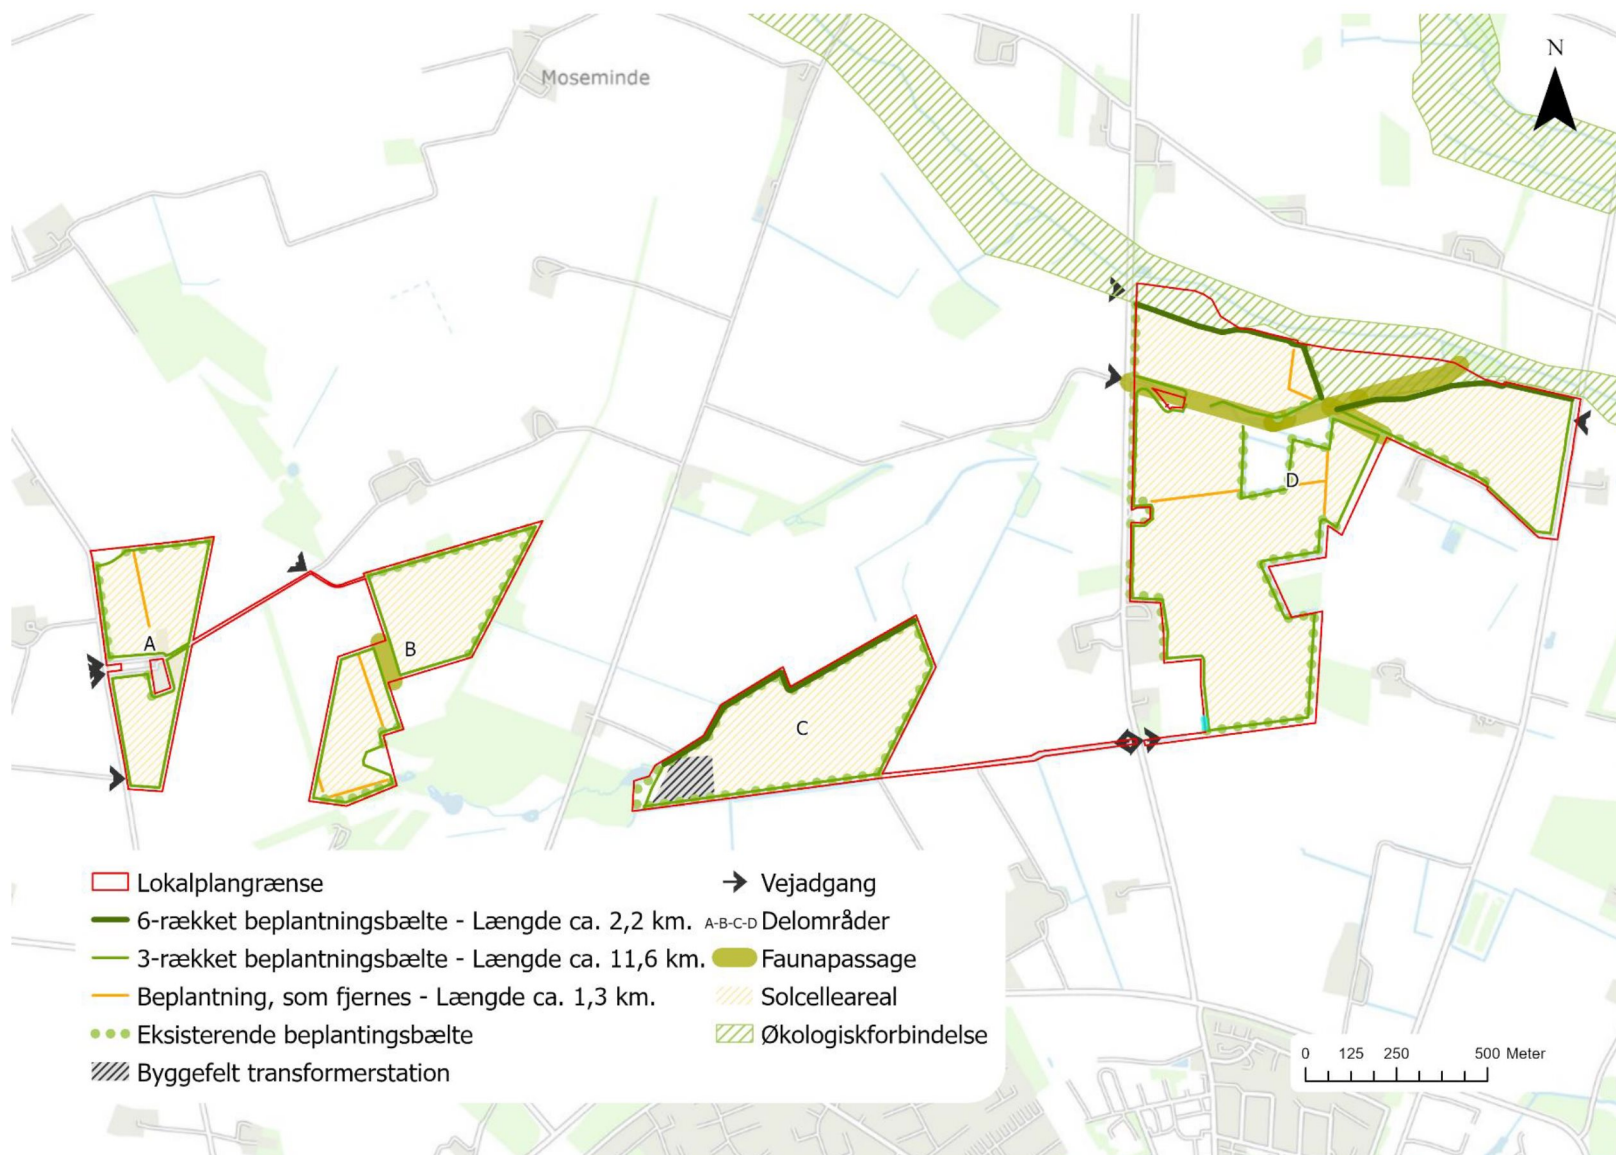 N
Moseminde
D
A
B
C
Lokalplangrænse
6-rækket beplantningsbælte - Længde ca. 2,2 km.
3-rækket beplantningsbælte - Længde ca. 11,6 km.
Beplantning, som fjernes - Længde ca. 1,3 km.
Eksisterende beplantingsbælte
Byggefelt transformerstation
Vejadgang
A-B-C-D Delområder
Faunapassage
Solcelleareal
Økologiskforbindelse
0 125 250 500 Meter